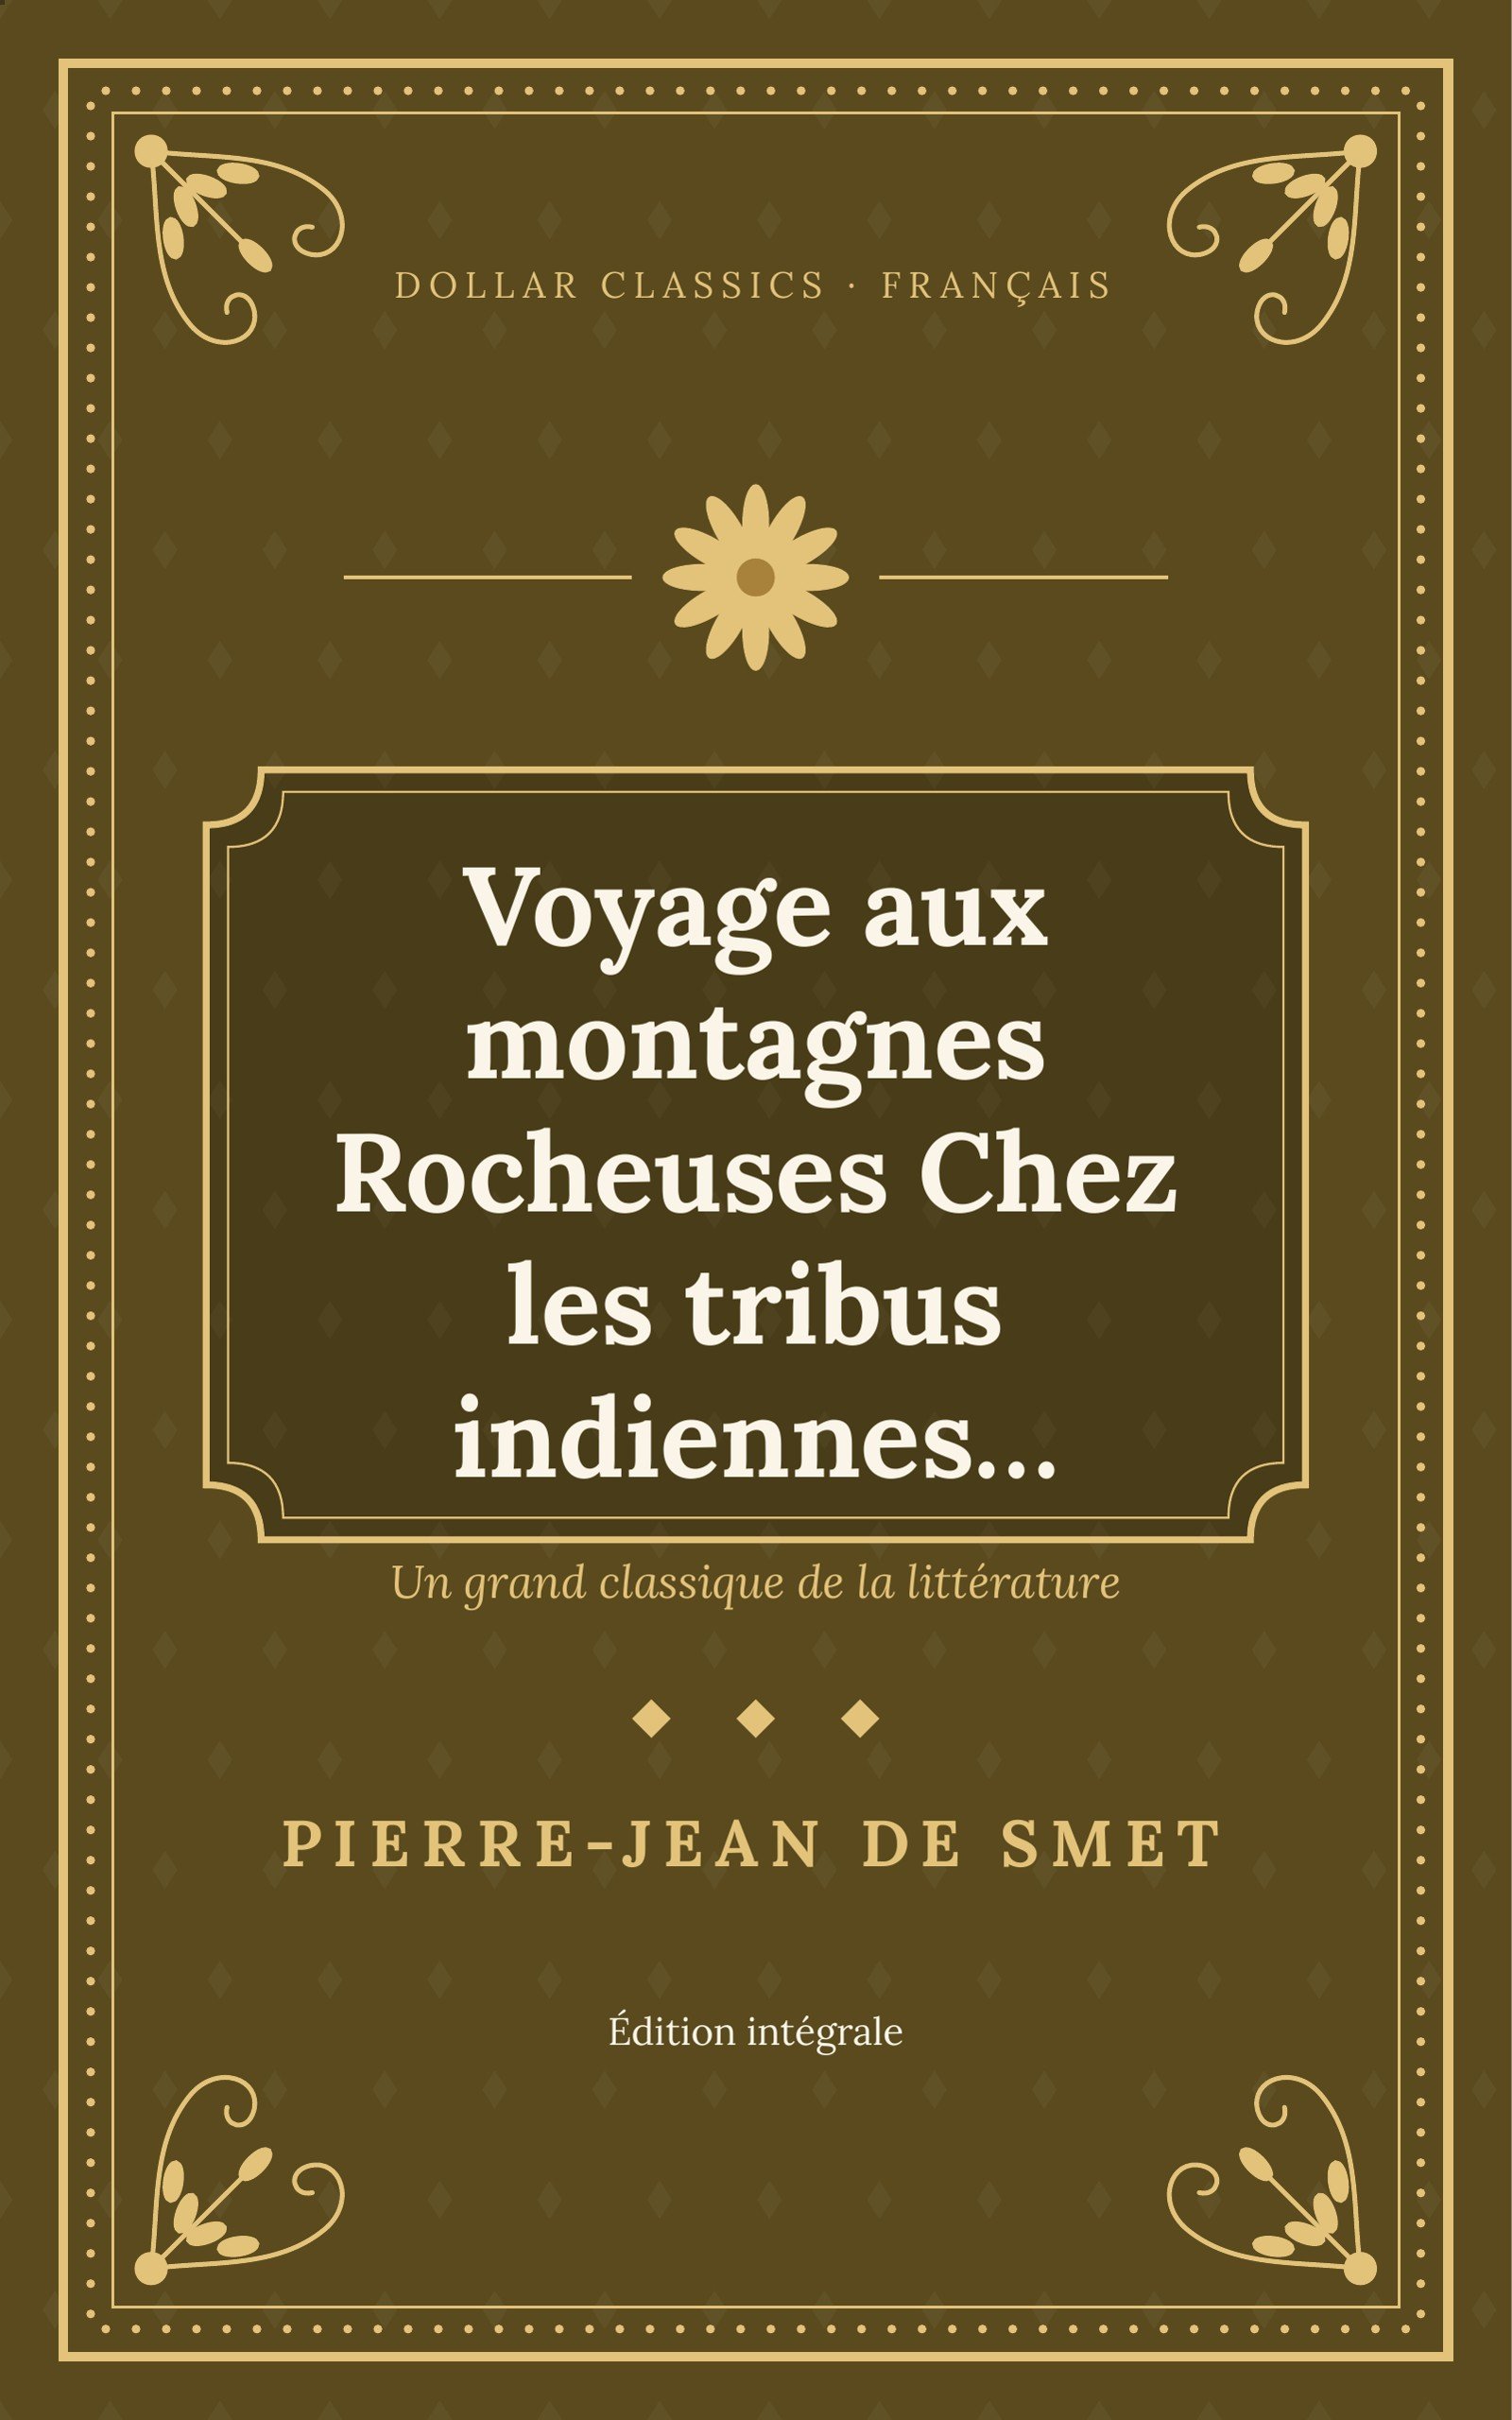 DOLLAR CLASSICS · FRANÇAIS
Voyage aux
montagnes
Rocheuses Chez
les tribus
indiennes...
Un grand classique de la littérature
PIERRE-JEAN DE SMET
Édition intégrale